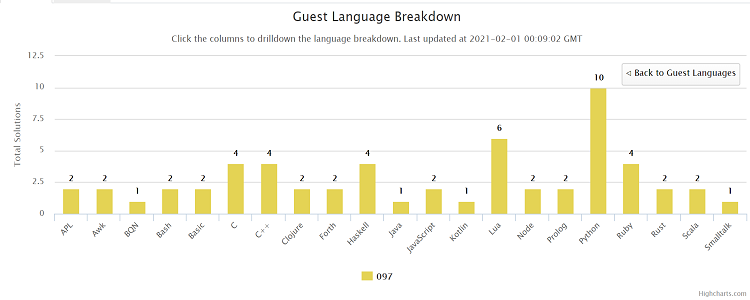 Guest Language Breakdown
Click the columns to drilldown the language breakdown. Last updated at 2021-02-01 00:09:02 GMT
◅ Back to Guest Languages
Total Solutions
12.5
10
7.5
5
2.5
0
2 2 1 2 2 4 4 2 2 4 1 2 1 6 2 2 10 4 2 2 1
APL Awk BQN Bash Basic C C++ Clojure Forth Haskell Java JavaScript Kotlin Lua Node Prolog Python Ruby Rust Scala Smalltalk
097
Highcharts.com